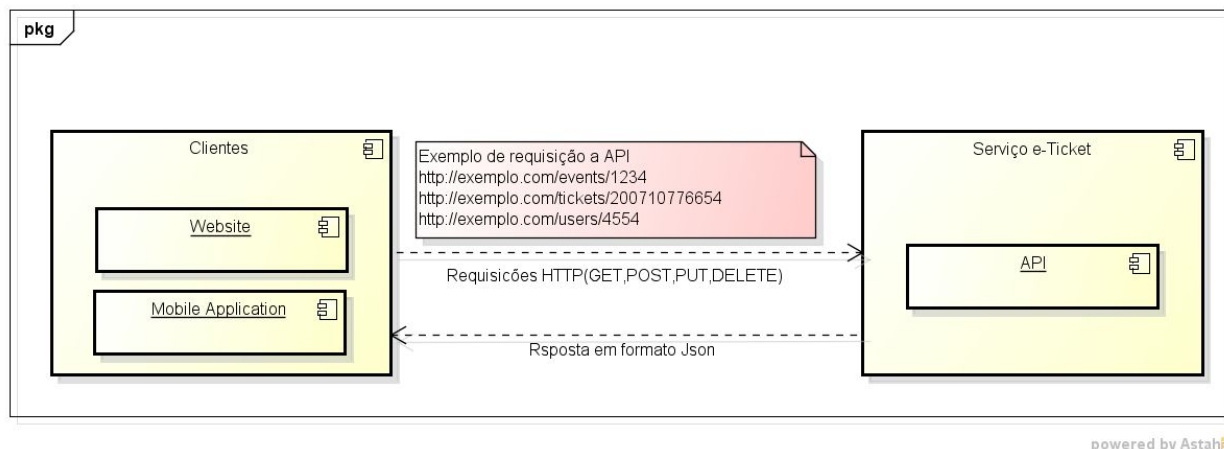 pkg
Clientes
Website
Mobile Application
Exemplo de requisição a API
http://exemplo.com/events/1234
http://exemplo.com/tickets/200710776654
http://exemplo.com/users/4554
Requisicões HTTP(GET,POST,PUT,DELETE)
Rsposta em formato Json
Serviço e-Ticket
API
powered by Astah